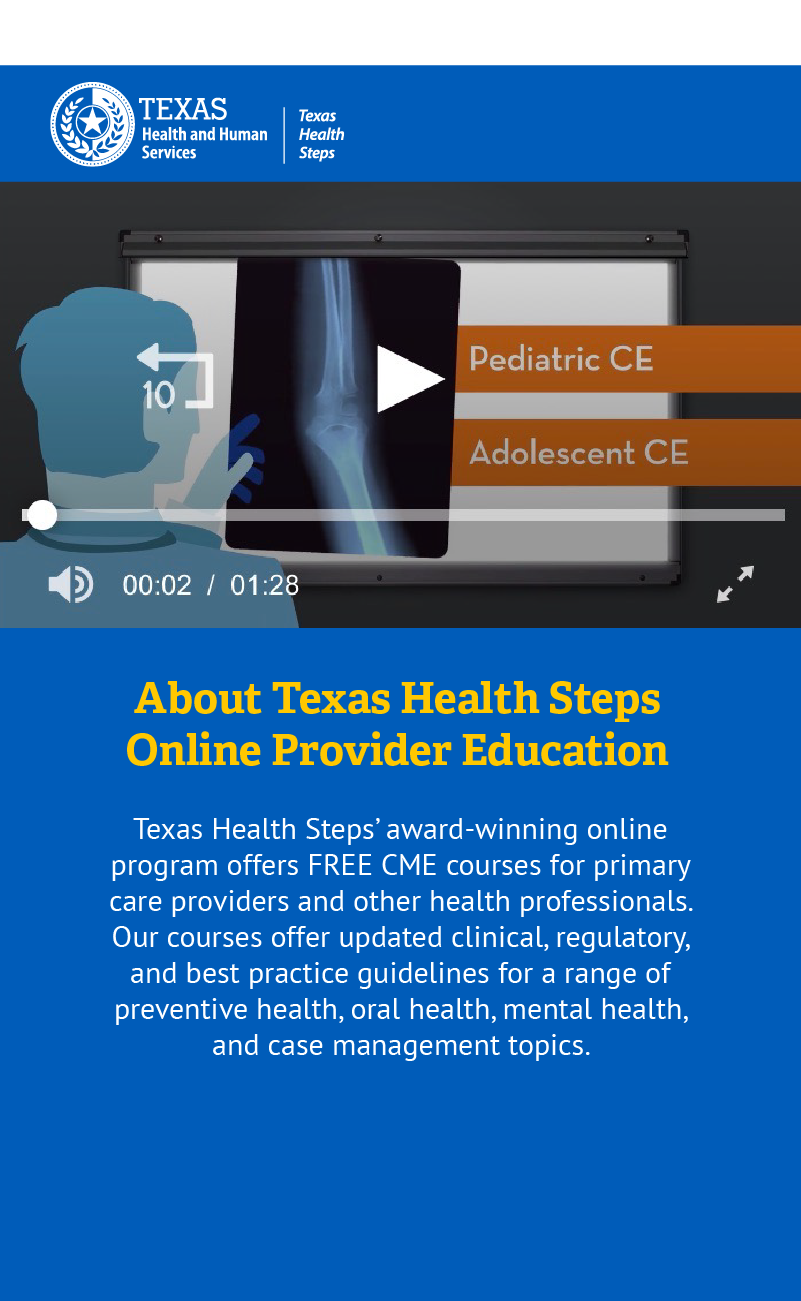 TEXAS
Health and Human
Services
Texas
Health
Steps
Pediatric CE
10
Adolescent CE
00:02 / 01:28
About Texas Health Steps
Online Provider Education
Texas Health Steps’ award-winning online
program offers FREE CME courses for primary
care providers and other health professionals.
Our courses offer updated clinical, regulatory,
and best practice guidelines for a range of
preventive health, oral health, mental health,
and case management topics.